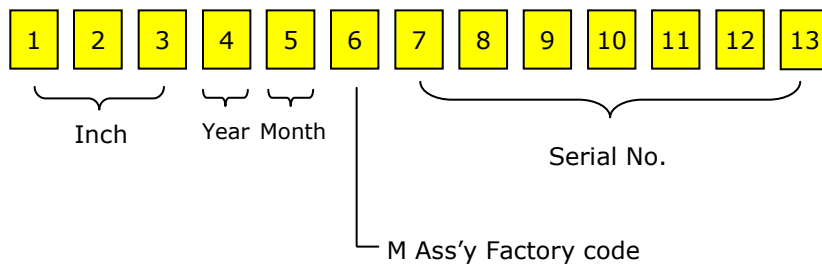 1 2 3 4 5 6 7 8 9 10 11 12 13
Inch Year Month
Serial No.
M Ass’y Factory code